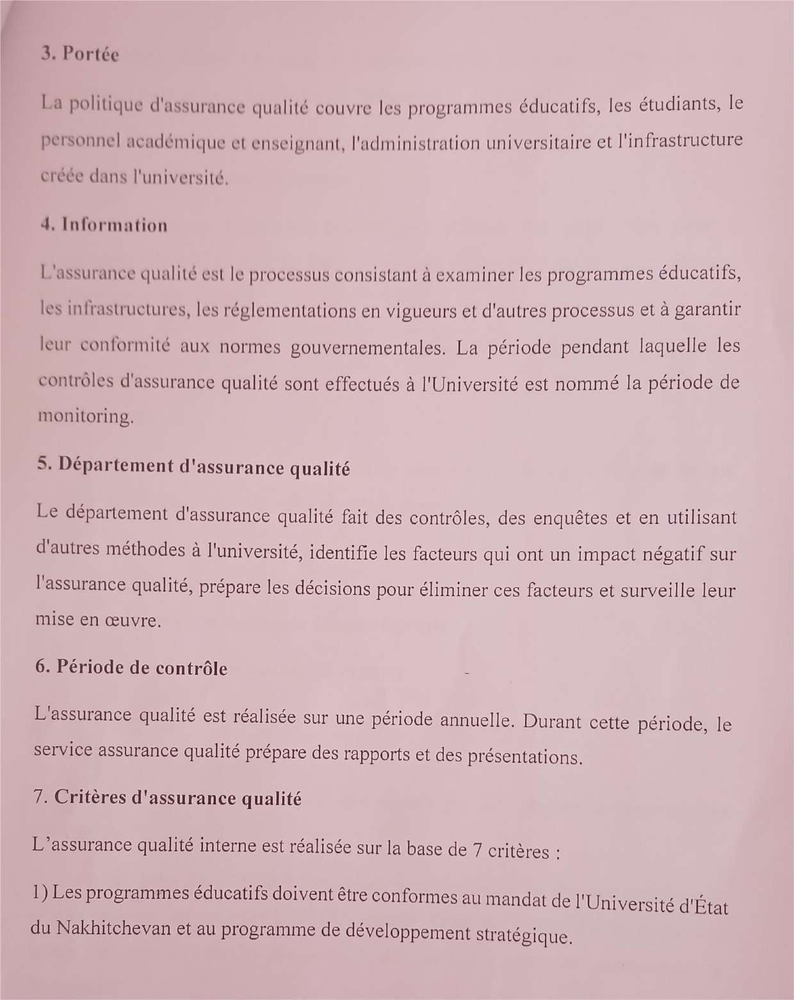 3. Portée
La politique d'assurance qualité couvre les programmes éducatifs, les étudiants, le
personnel académique et enseignant, l'administration universitaire et l'infrastructure
créée dans l'université.
4. Information
L'assurance qualité est le processus consistant à examiner les programmes éducatifs,
les infrastructures, les réglementations en vigueurs et d'autres processus et à garantir
leur conformité aux normes gouvernementales. La période pendant laquelle les
contrôles d'assurance qualité sont effectués à l'Université est nommé la période de
monitoring.
5. Département d'assurance qualité
Le département d'assurance qualité fait des contrôles, des enquêtes et en utilisant
d'autres méthodes à l'université, identifie les facteurs qui ont un impact négatif sur
l'assurance qualité, prépare les décisions pour éliminer ces facteurs et surveille leur
mise en œuvre.
6. Période de contrôle
L'assurance qualité est réalisée sur une période annuelle. Durant cette période, le
service assurance qualité prépare des rapports et des présentations.
7. Critères d'assurance qualité
L’assurance qualité interne est réalisée sur la base de 7 critères :
1) Les programmes éducatifs doivent être conformes au mandat de l'Université d'État
du Nakhitchevan et au programme de développement stratégique.